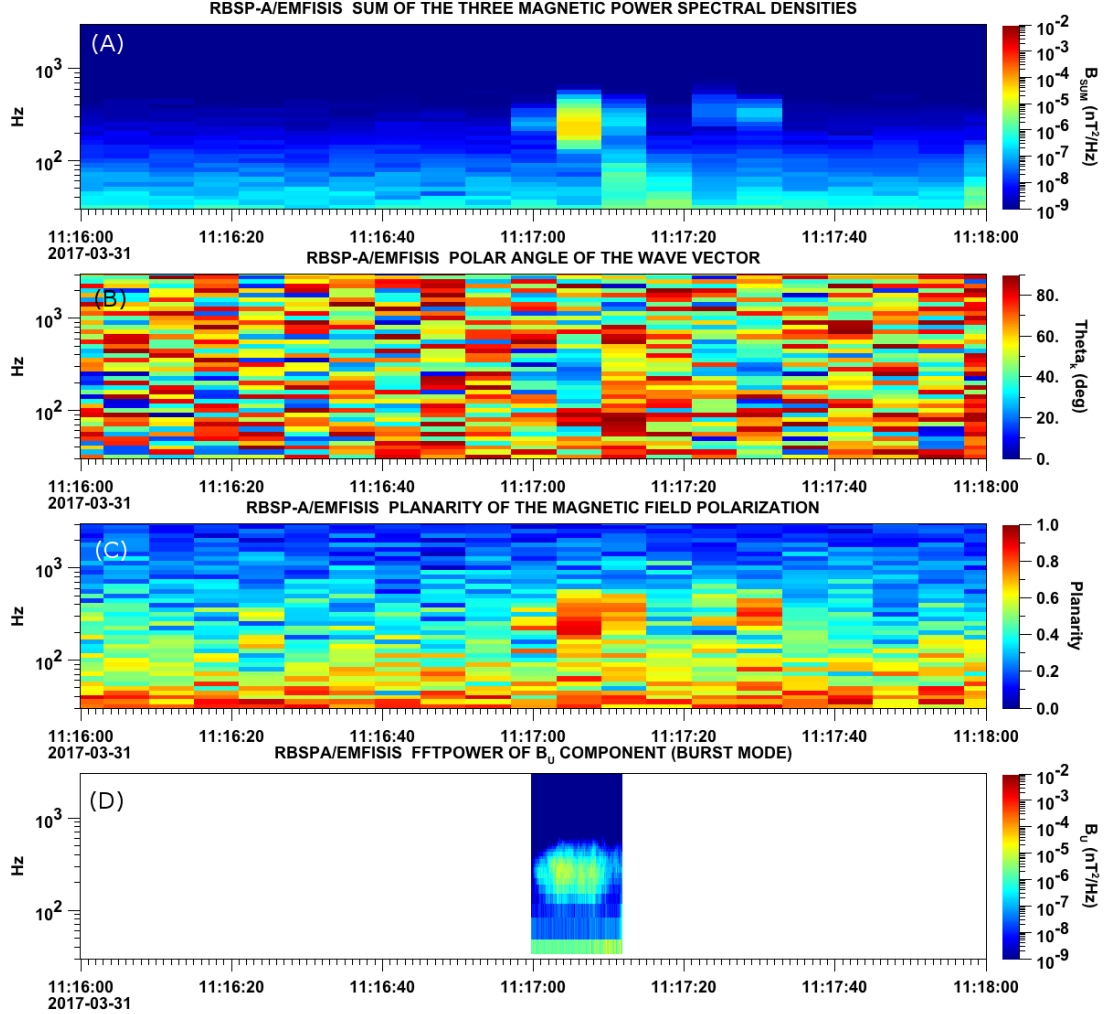 RBSP-A/EMFISIS SUM OF THE THREE MAGNETIC POWER SPECTRAL DENSITIES
(A)
10³
10²
Hz
10⁻²
10⁻³
10⁻⁴
10⁻⁵
10⁻⁶
10⁻⁷
10⁻⁸
10⁻⁹
B_SUM (nT²/Hz)
11:16:00 11:16:20 11:16:40 11:17:00 11:17:20 11:17:40 11:18:00
2017-03-31
RBSP-A/EMFISIS POLAR ANGLE OF THE WAVE VECTOR
(B)
10³
10²
Hz
80.
60.
40.
20.
0.
Theta_k (deg)
11:16:00 11:16:20 11:16:40 11:17:00 11:17:20 11:17:40 11:18:00
2017-03-31
RBSP-A/EMFISIS PLANARITY OF THE MAGNETIC FIELD POLARIZATION
(C)
10³
10²
Hz
1.0
0.8
0.6
0.4
0.2
0.0
Planarity
11:16:00 11:16:20 11:16:40 11:17:00 11:17:20 11:17:40 11:18:00
2017-03-31
RBSPA/EMFISIS FFTPOWER OF B_U COMPONENT (BURST MODE)
(D)
10³
10²
Hz
10⁻²
10⁻³
10⁻⁴
10⁻⁵
10⁻⁶
10⁻⁷
10⁻⁸
10⁻⁹
B_U (nT²/Hz)
11:16:00 11:16:20 11:16:40 11:17:00 11:17:20 11:17:40 11:18:00
2017-03-31